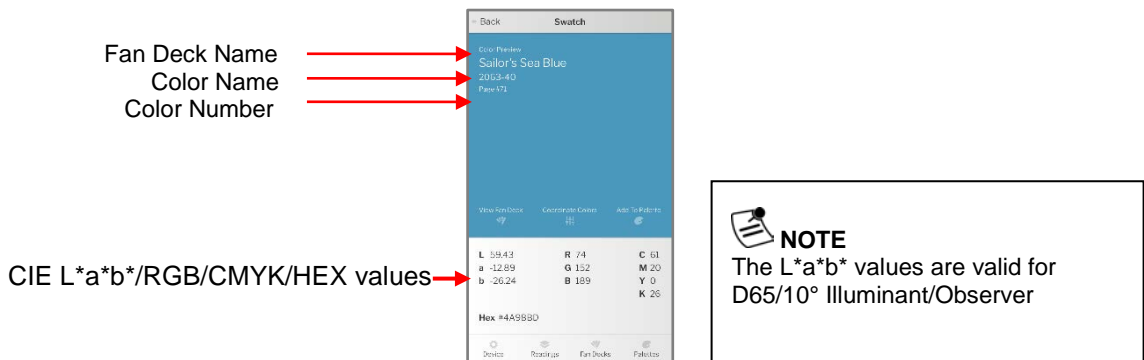 Back Swatch
Fan Deck Name
Color Name
Color Number
Color Preview
Sailor's Sea Blue
2063-40
Page #71
View Fan Deck Coordinate Colors Add To Palette
CIE L*a*b*/RGB/CMYK/HEX values
L 59.43 R 74 C 61
a -12.89 G 152 M 20
b -26.24 B 189 Y 0
K 26
Hex #4A98BD
Device Readings Fan Decks Palettes
NOTE
The L*a*b* values are valid for
D65/10° Illuminant/Observer